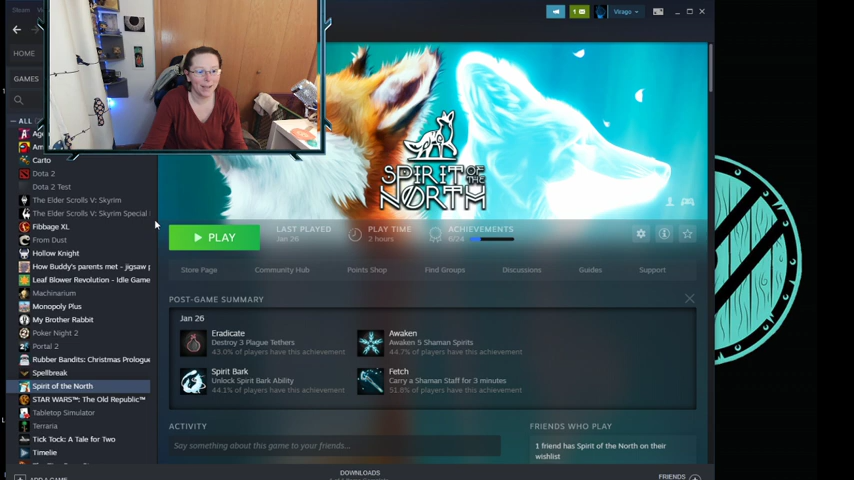 Steam
1
Virago
HOME
GAMES
SPIRIT OF THE NORTH
ALL
Carto
Dota 2
Dota 2 Test
The Elder Scrolls V: Skyrim
The Elder Scrolls V: Skyrim Special
Fibbage XL
From Dust
Hollow Knight
How Buddy's parents met - jigsaw p
Leaf Blower Revolution - Idle Game
Machinarium
Monopoly Plus
My Brother Rabbit
Poker Night 2
Portal 2
Rubber Bandits: Christmas Prologue
Spellbreak
Spirit of the North
STAR WARS™: The Old Republic™
Tabletop Simulator
Terraria
Tick Tock: A Tale for Two
Timelie
PLAY
LAST PLAYED
Jan 26
PLAY TIME
2 hours
ACHIEVEMENTS
6/24
Store Page
Community Hub
Points Shop
Find Groups
Discussions
Guides
Support
POST-GAME SUMMARY
Jan 26
Eradicate
Destroy 3 Plague Tethers
43.0% of players have this achievement
Awaken
Awaken 5 Shaman Spirits
44.7% of players have this achievement
Spirit Bark
Unlock Spirit Bark Ability
44.1% of players have this achievement
Fetch
Carry a Shaman Staff for 3 minutes
51.8% of players have this achievement
ACTIVITY
Say something about this game to your friends...
FRIENDS WHO PLAY
1 friend has Spirit of the North on their
wishlist
DOWNLOADS
FRIENDS